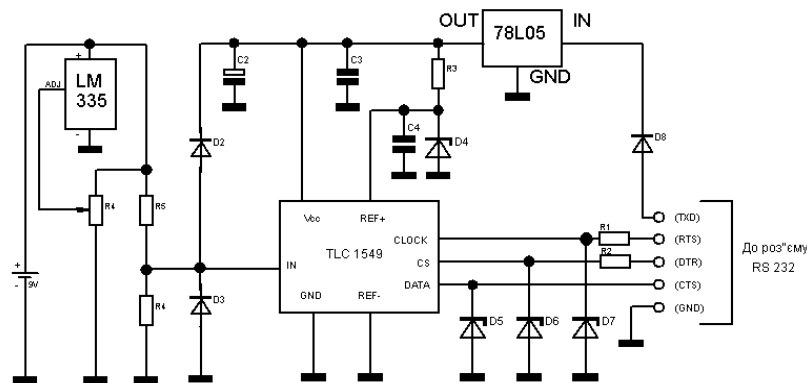 OUT
78L05
IN
GND
+
LM
335
-
ADJ
C2
C3
R3
C4
D4
D2
D8
R4
R5
Vcc
REF+
TLC 1549
CLOCK
CS
DATA
IN
GND
REF-
R1
R2
(TXD)
(RTS)
(DTR)
(CTS)
(GND)
До роз"єму
RS 232
+
-
9V
R4
D3
D5
D6
D7